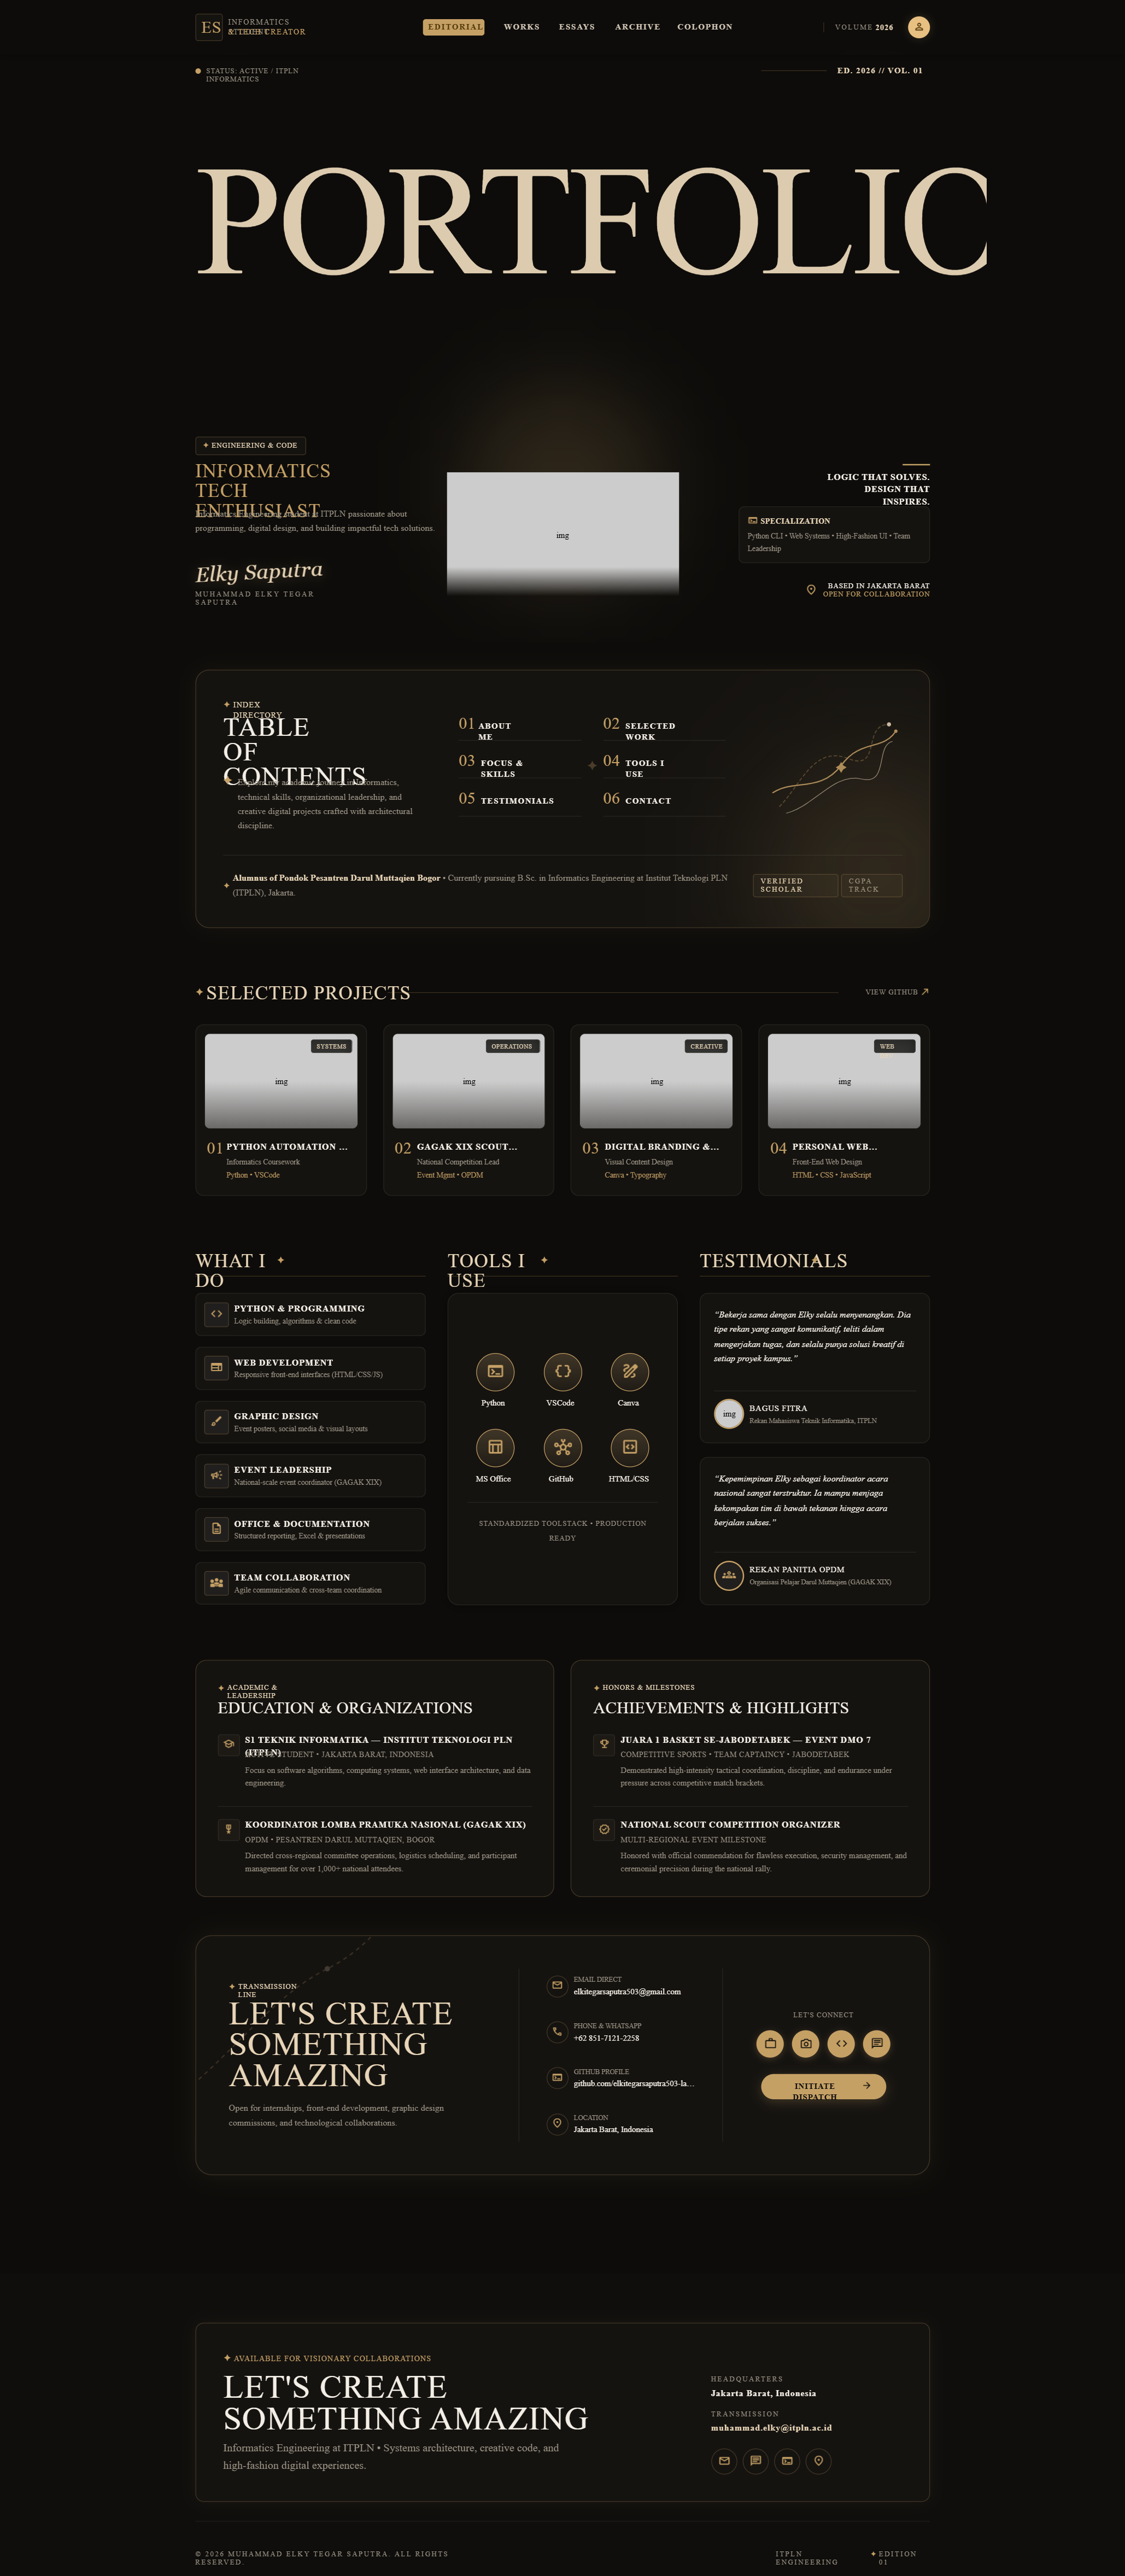 ES
INFORMATICS
& TECH CREATOR
EDITORIAL
WORKS
ESSAYS
ARCHIVE
COLOPHON
VOLUME 2026
STATUS: ACTIVE / ITPLN
INFORMATICS
ED. 2026 // VOL. 01
PORTFOLIO
ENGINEERING & CODE
INFORMATICS
TECH
ENTHUSIAST
Informatics Engineering student at ITPLN passionate about
programming, digital design, and building impactful tech solutions.
Elky Saputra
MUHAMMAD ELKY TEGAR
SAPUTRA
img
LOGIC THAT SOLVES.
DESIGN THAT
INSPIRES.
SPECIALIZATION
Python CLI • Web Systems • High-Fashion UI • Team
Leadership
BASED IN JAKARTA BARAT
OPEN FOR COLLABORATION
INDEX
DIRECTORY
TABLE
OF
CONTENTS
Explore my academic journey in informatics,
technical skills, organizational leadership, and
creative digital projects crafted with architectural
discipline.
01 ABOUT
ME
02 SELECTED
WORK
03 FOCUS &
SKILLS
04 TOOLS I
USE
05 TESTIMONIALS
06 CONTACT
Alumnus of Pondok Pesantren Darul Muttaqien Bogor • Currently pursuing B.Sc. in Informatics Engineering at Institut Teknologi PLN
(ITPLN), Jakarta.
VERIFIED
SCHOLAR
CGPA
TRACK
SELECTED PROJECTS
VIEW GITHUB
SYSTEMS
img
01 PYTHON AUTOMATION ...
Informatics Coursework
Python • VSCode
OPERATIONS
img
02 GAGAK XIX SCOUT...
National Competition Lead
Event Mgmt • OPDM
CREATIVE
img
03 DIGITAL BRANDING &...
Visual Content Design
Canva • Typography
WEB
img
04 PERSONAL WEB...
Front-End Web Design
HTML • CSS • JavaScript
WHAT I
DO
PYTHON & PROGRAMMING
Logic building, algorithms & clean code
WEB DEVELOPMENT
Responsive front-end interfaces (HTML/CSS/JS)
GRAPHIC DESIGN
Event posters, social media & visual layouts
EVENT LEADERSHIP
National-scale event coordinator (GAGAK XIX)
OFFICE & DOCUMENTATION
Structured reporting, Excel & presentations
TEAM COLLABORATION
Agile communication & cross-team coordination
TOOLS I
USE
Python
VSCode
Canva
MS Office
GitHub
HTML/CSS
STANDARDIZED TOOLSTACK • PRODUCTION
READY
TESTIMONIALS
"Bekerja sama dengan Elky selalu menyenangkan. Dia
tipe rekan yang sangat komunikatif, teliti dalam
mengerjakan tugas, dan selalu punya solusi kreatif di
setiap proyek kampus."
img
BAGUS FITRA
Rekan Mahasiswa Teknik Informatika, ITPLN
"Kepemimpinan Elky sebagai koordinator acara
nasional sangat terstruktur. Ia mampu menjaga
kekompakan tim di bawah tekanan hingga acara
berjalan sukses."
REKAN PANITIA OPDM
Organisasi Pelajar Darul Muttaqien (GAGAK XIX)
ACADEMIC &
LEADERSHIP
EDUCATION & ORGANIZATIONS
S1 TEKNIK INFORMATIKA — INSTITUT TEKNOLOGI PLN
(ITPLN)
STUDENT • JAKARTA BARAT, INDONESIA
Focus on software algorithms, computing systems, web interface architecture, and data
engineering.
KOORDINATOR LOMBA PRAMUKA NASIONAL (GAGAK XIX)
OPDM • PESANTREN DARUL MUTTAQIEN, BOGOR
Directed cross-regional committee operations, logistics scheduling, and participant
management for over 1,000+ national attendees.
HONORS & MILESTONES
ACHIEVEMENTS & HIGHLIGHTS
JUARA 1 BASKET SE-JABODETABEK — EVENT DMO 7
COMPETITIVE SPORTS • TEAM CAPTAINCY • JABODETABEK
Demonstrated high-intensity tactical coordination, discipline, and endurance under
pressure across competitive match brackets.
NATIONAL SCOUT COMPETITION ORGANIZER
MULTI-REGIONAL EVENT MILESTONE
Honored with official commendation for flawless execution, security management, and
ceremonial precision during the national rally.
TRANSMISSION
LINE
LET'S CREATE
SOMETHING
AMAZING
Open for internships, front-end development, graphic design
commissions, and technological collaborations.
EMAIL DIRECT
elkitegarsaputra503@gmail.com
PHONE & WHATSAPP
+62 851-7121-2258
GITHUB PROFILE
github.com/elkitegarsaputra503-la...
LOCATION
Jakarta Barat, Indonesia
LET'S CONNECT
INITIATE
DISPATCH
AVAILABLE FOR VISIONARY COLLABORATIONS
LET'S CREATE
SOMETHING AMAZING
Informatics Engineering at ITPLN • Systems architecture, creative code, and
high-fashion digital experiences.
HEADQUARTERS
Jakarta Barat, Indonesia
TRANSMISSION
muhammad.elky@itpln.ac.id
© 2026 MUHAMMAD ELKY TEGAR SAPUTRA. ALL RIGHTS
RESERVED.
ITPLN
ENGINEERING
EDITION
01